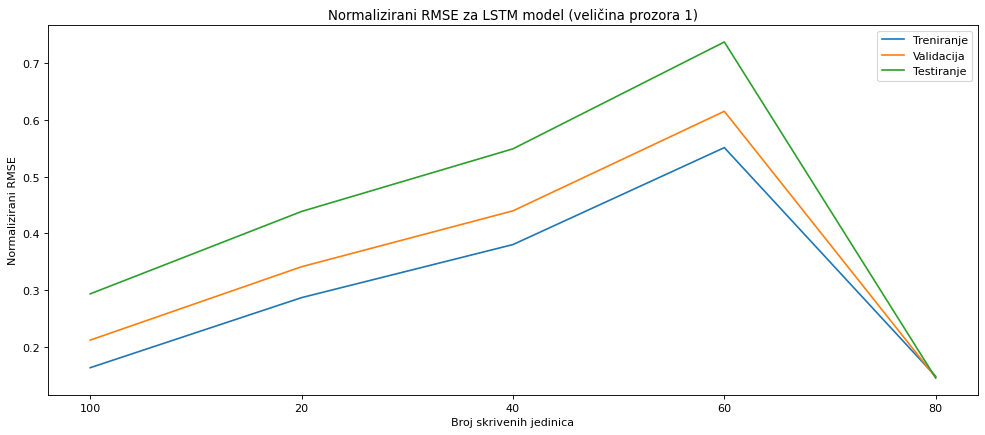 Normalizirani RMSE za LSTM model (veličina prozora 1)
Treniranje
Validacija
Testiranje
Normalizirani RMSE
0.7
0.6
0.5
0.4
0.3
0.2
100 20 40 60 80
Broj skrivenih jedinica